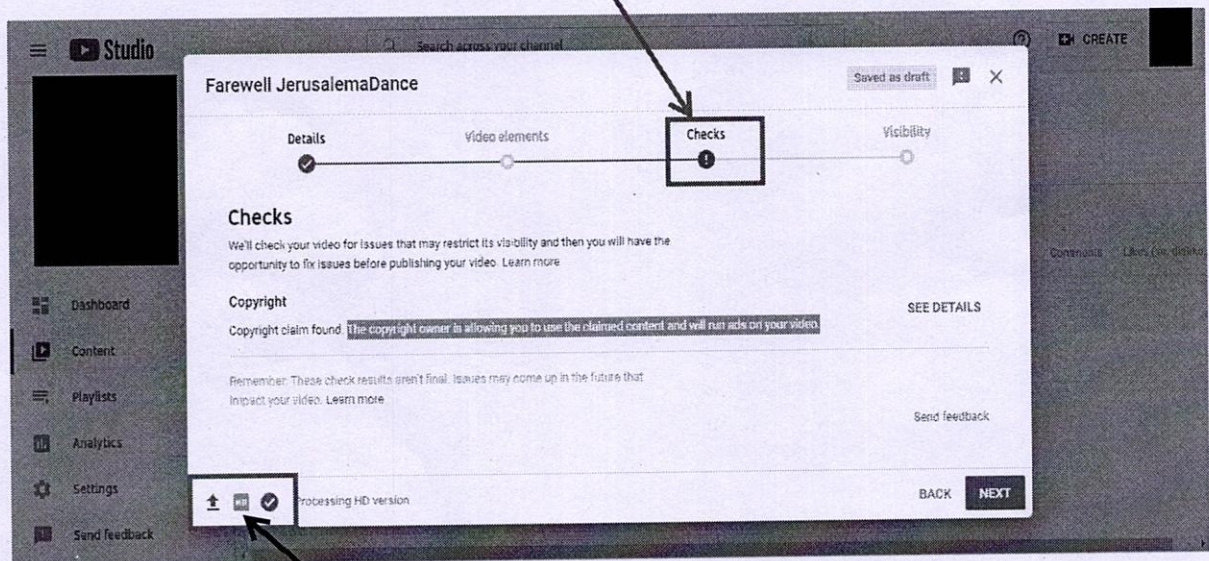 Studio
Search across your channel
CREATE
Farewell JerusalemaDance
Saved as draft
Details
Video elements
Checks
Visibility
Checks
We'll check your video for issues that may restrict its visibility and then you will have the
opportunity to fix issues before publishing your video. Learn more
Copyright
SEE DETAILS
Copyright claim found. The copyright owner is allowing you to use the claimed content and will run ads on your video.
Remember: These check results aren't final. Issues may come up in the future that
impact your video. Learn more
Send feedback
Processing HD version
BACK
NEXT
Dashboard
Content
Playlists
Analytics
Settings
Send feedback
Comments
Likes